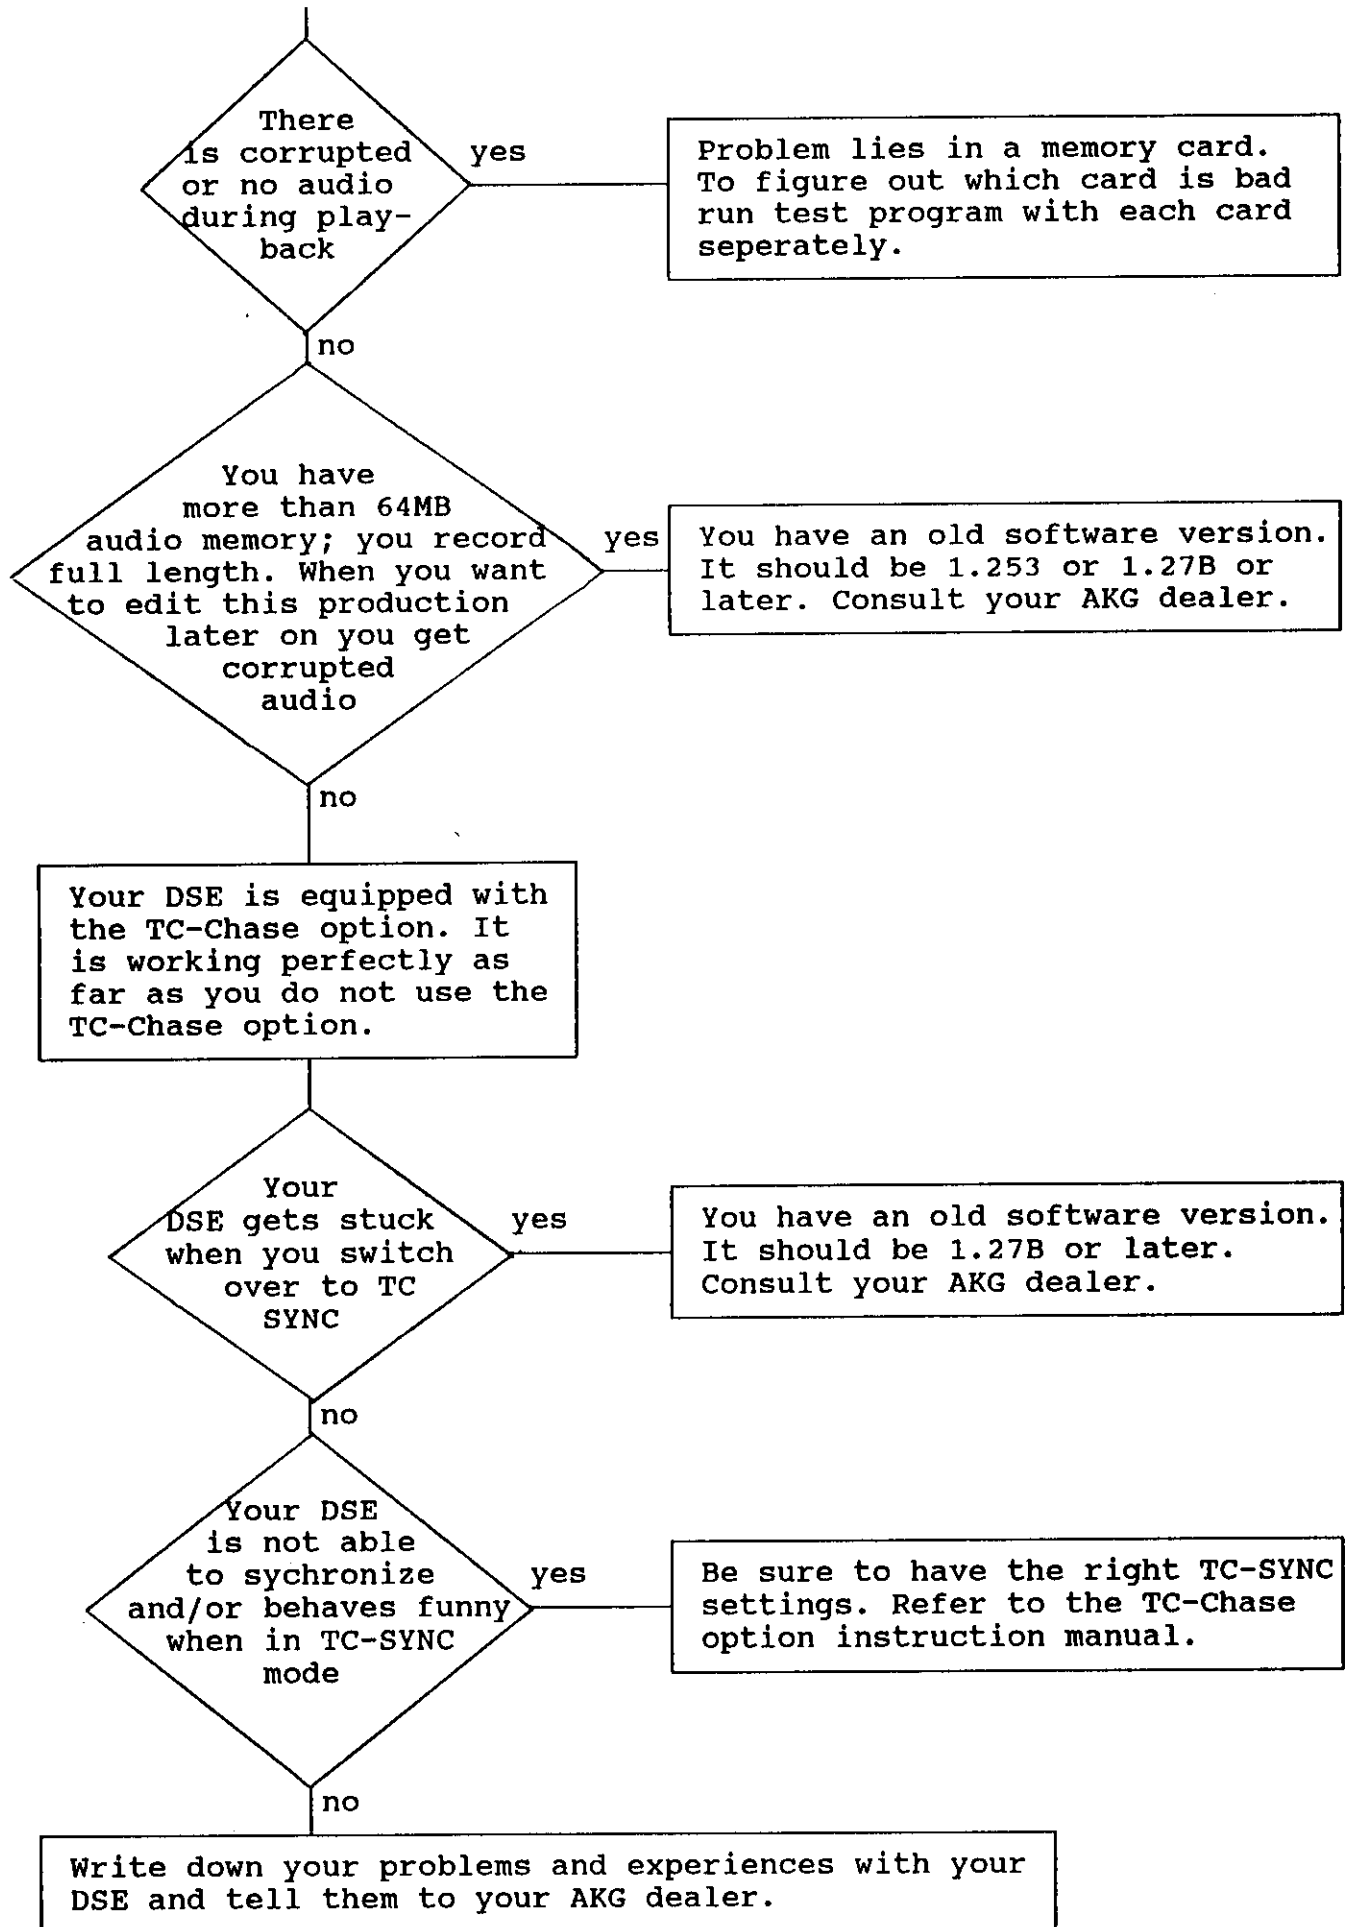 There
is corrupted
or no audio
during play-
back
yes
Problem lies in a memory card.
To figure out which card is bad
run test program with each card
seperately.
no
You have
more than 64MB
audio memory; you record
full length. When you want
to edit this production
later on you get
corrupted
audio
yes
You have an old software version.
It should be 1.253 or 1.27B or
later. Consult your AKG dealer.
no
Your DSE is equipped with
the TC-Chase option. It
is working perfectly as
far as you do not use the
TC-Chase option.
Your
DSE gets stuck
when you switch
over to TC
SYNC
yes
You have an old software version.
It should be 1.27B or later.
Consult your AKG dealer.
no
Your DSE
is not able
to sychronize
and/or behaves funny
when in TC-SYNC
mode
yes
Be sure to have the right TC-SYNC
settings. Refer to the TC-Chase
option instruction manual.
no
Write down your problems and experiences with your
DSE and tell them to your AKG dealer.